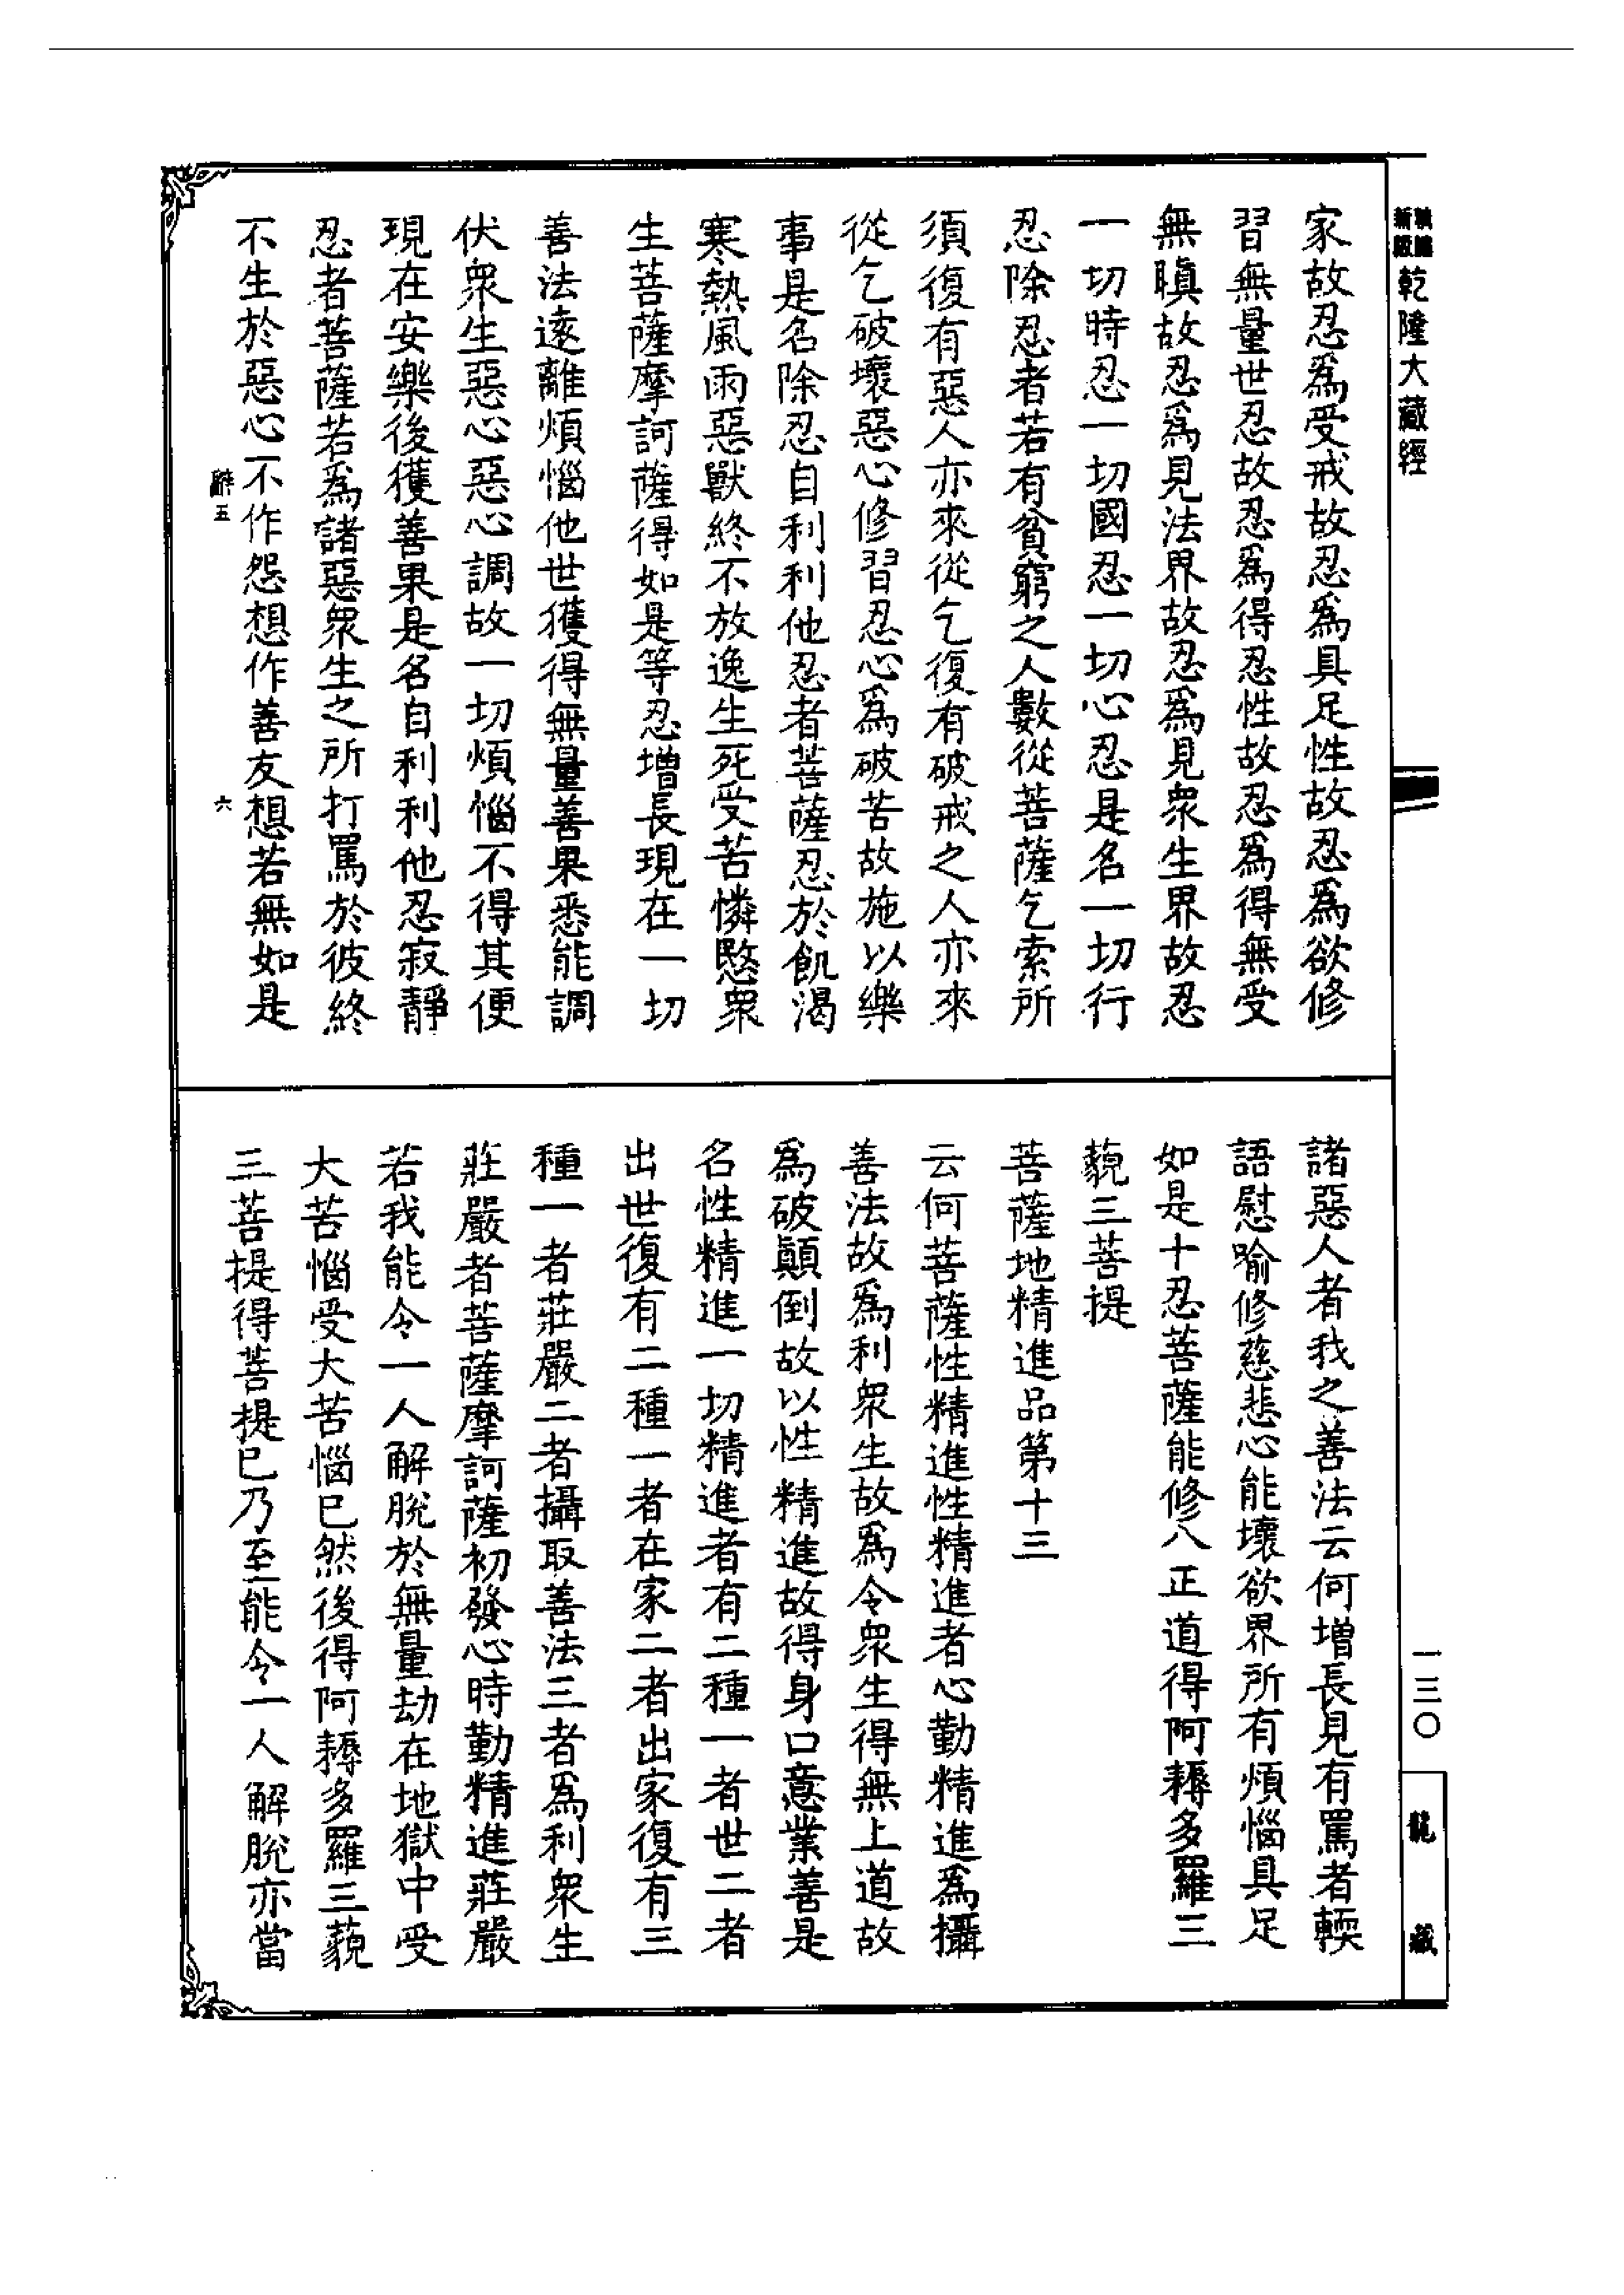 乾隆大藏經
家故忍爲受戒故忍爲具足性故忍爲欲修
習無量世忍故忍爲得忍性故忍爲得無受
無瞋故忍爲見法界故忍爲見衆生界故忍
一切時忍一切國忍一切心忍是名一切行
忍除忍者若有貧窮之人數從菩薩乞索所
須復有惡人亦來從乞復有破戒之人亦來
從乞破壞惡心修習忍心爲破苦故施以樂
事是名除忍自利利他忍者菩薩忍於飢渴
寒熱風雨惡獸終不放逸生死受苦憐愍衆
生菩薩摩訶薩得如是等忍增長現在一切
善法遠離煩惱他世獲得無量善果悉能調
伏衆生惡心惡心調故一切煩惱不得其便
現在安樂後獲善果是名自利利他忍寂靜
忍者菩薩若爲諸惡衆生之所打罵於彼終
不生於惡心不作怨想作善友想若無如是
六
諸惡人者我之善法云何增長見有罵者輭
語慰喻修慈悲心能壞欲界所有煩惱具足
如是十忍菩薩能修八正道得阿耨多羅三
藐三菩提
菩薩地精進品第十三
云何菩薩性精進性精進者心勤精進爲攝
善法故爲利衆生故爲令衆生得無上道故
爲破顛倒故以性精進故得身口意業善是
名性精進一切精進者有二種一者世二者
出世復有二種一者在家二者出家復有三
種一者莊嚴二者攝取善法三者爲利衆生
莊嚴者菩薩摩訶薩初發心時勤精進莊嚴
若我能令一人解脫於無量劫在地獄中受
大苦惱受大苦惱已然後得阿耨多羅三藐
三菩提得菩提已乃至能令一人解脫亦當
一三〇
龍藏